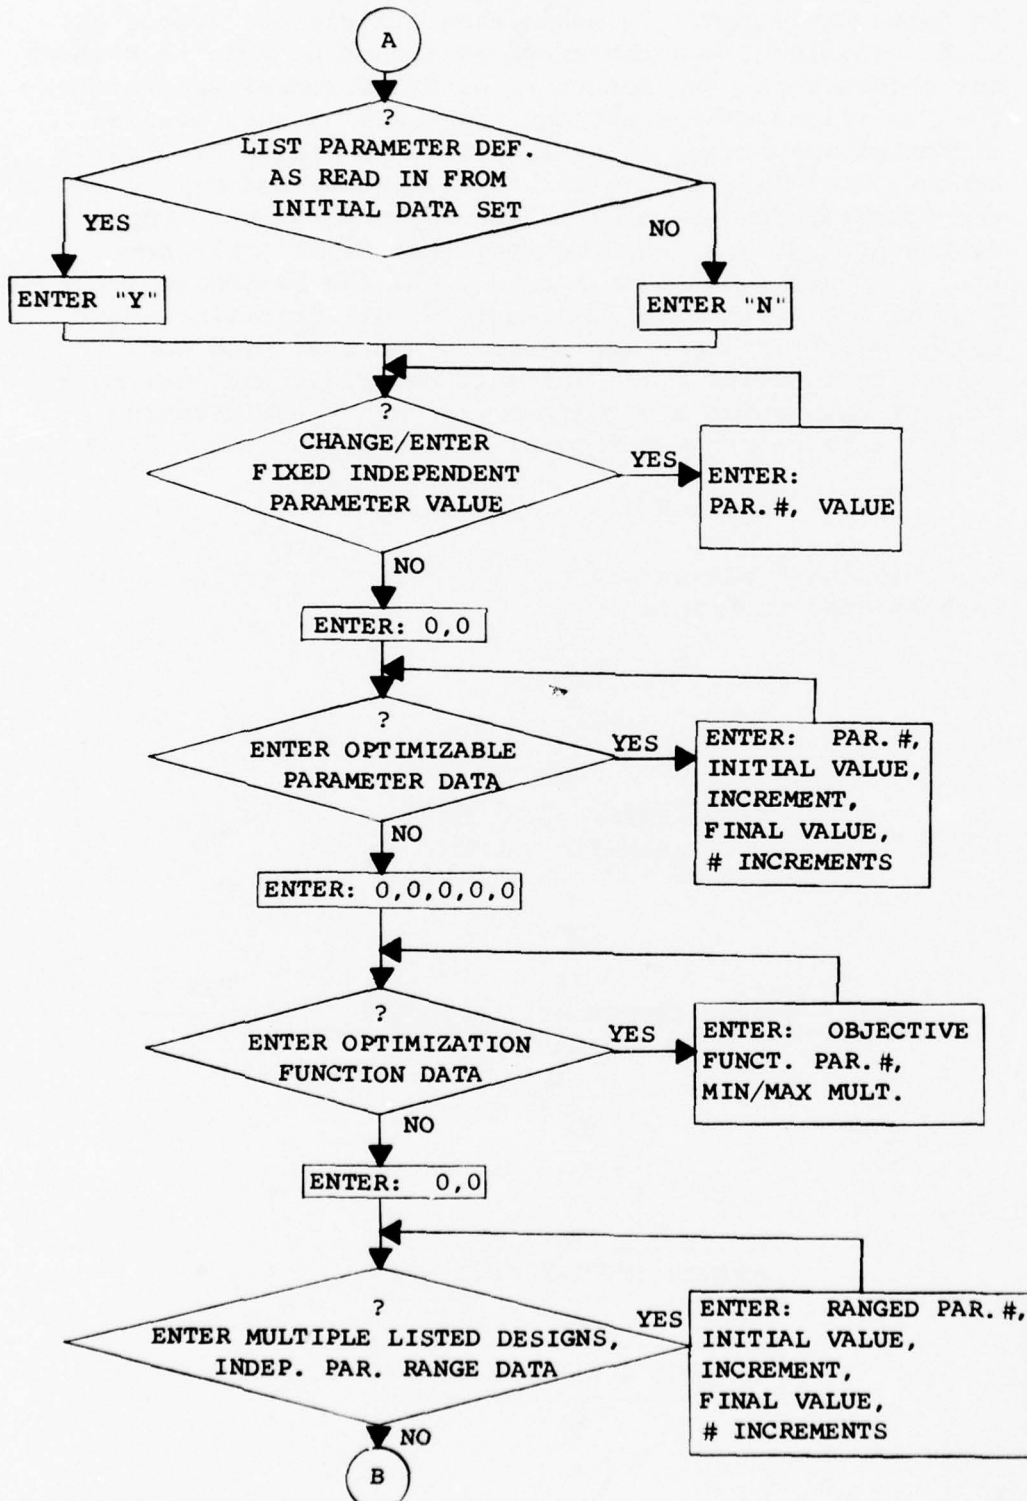 A
?
LIST PARAMETER DEF.
AS READ IN FROM
INITIAL DATA SET
YES
NO
ENTER "Y"
ENTER "N"
?
CHANGE/ENTER
FIXED INDEPENDENT
PARAMETER VALUE
YES
ENTER:
PAR.#, VALUE
NO
ENTER: 0,0
?
ENTER OPTIMIZABLE
PARAMETER DATA
YES
ENTER: PAR.#,
INITIAL VALUE,
INCREMENT,
FINAL VALUE,
# INCREMENTS
NO
ENTER: 0,0,0,0,0
?
ENTER OPTIMIZATION
FUNCTION DATA
YES
ENTER: OBJECTIVE
FUNCT. PAR.#,
MIN/MAX MULT.
NO
ENTER: 0,0
?
ENTER MULTIPLE LISTED DESIGNS,
INDEP. PAR. RANGE DATA
YES
ENTER: RANGED PAR.#,
INITIAL VALUE,
INCREMENT,
FINAL VALUE,
# INCREMENTS
NO
B